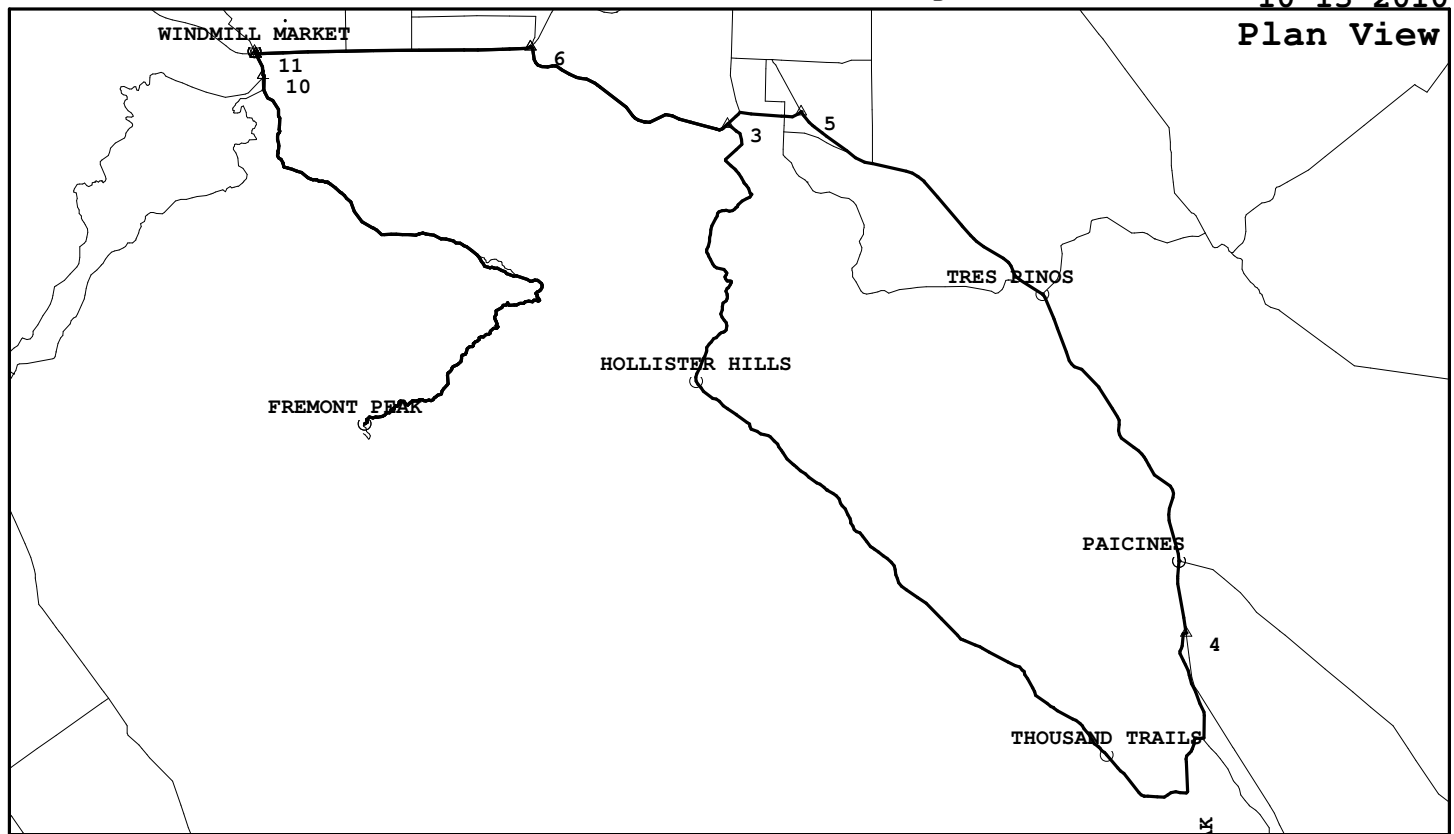 10-15-2010
Plan View
WINDMILL MARKET
11
10
6
3
5
TRES PINOS
HOLLISTER HILLS
FREMONT PEAK
PAICINES
4
THOUSAND TRAILS